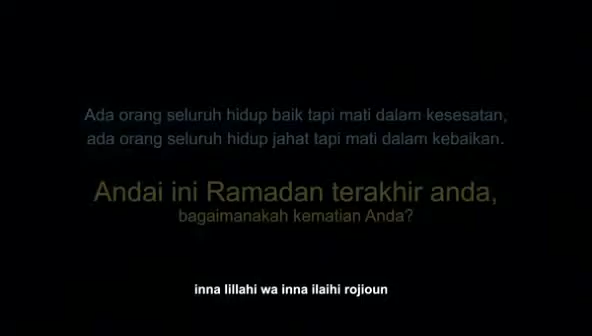 Ada orang seluruh hidup baik tapi mati dalam kesesatan,
ada orang seluruh hidup jahat tapi mati dalam kebaikan.
Andai ini Ramadan terakhir anda,
bagaimanakah kematian Anda?
inna lillahi wa inna ilaihi rojioun